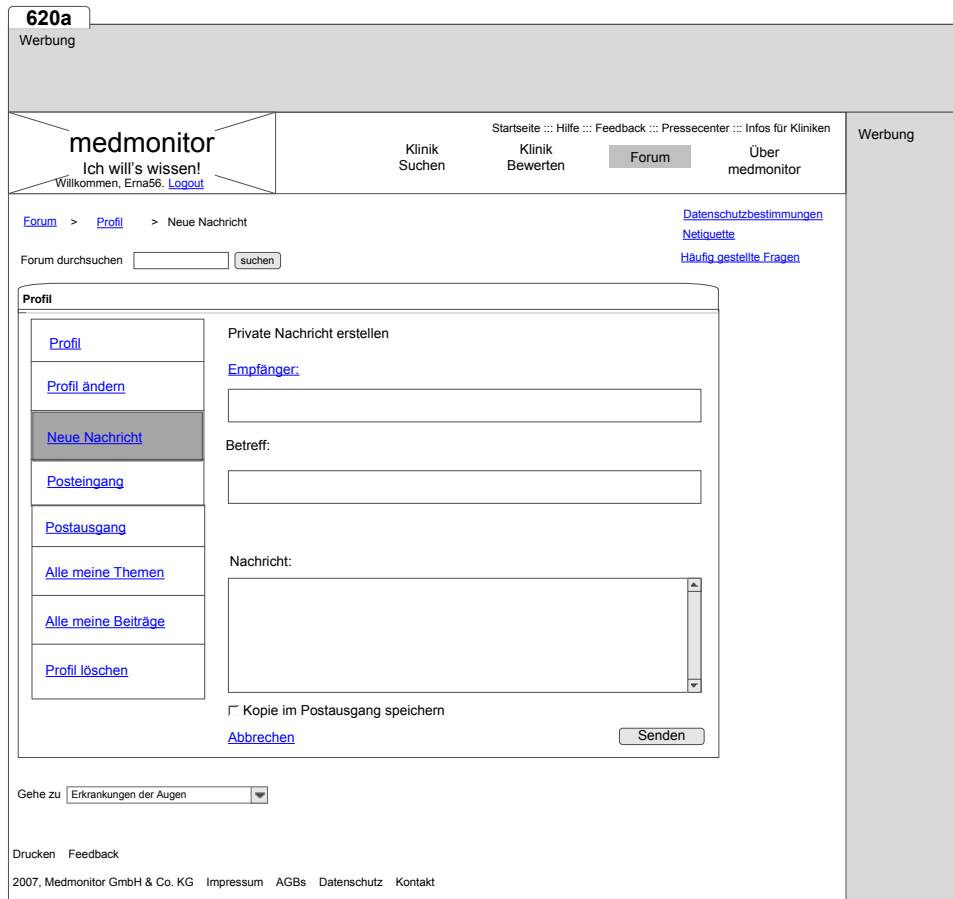 620a
Werbung
Startseite ::: Hilfe ::: Feedback ::: Pressecenter ::: Infos für Kliniken
Werbung
medmonitor
Ich will's wissen!
Willkommen, Erna56. Logout
Klinik
Suchen
Klinik
Bewerten
Forum
Über
medmonitor
Forum > Profil > Neue Nachricht
Datenschutzbestimmungen
Netiquette
Häufig gestellte Fragen
Forum durchsuchen suchen
Profil
Profil
Profil ändern
Neue Nachricht
Posteingang
Postausgang
Alle meine Themen
Alle meine Beiträge
Profil löschen
Private Nachricht erstellen
Empfänger:
Betreff:
Nachricht:
Kopie im Postausgang speichern
Abbrechen Senden
Gehe zu Erkrankungen der Augen
Drucken Feedback
2007, Medmonitor GmbH & Co. KG Impressum AGBs Datenschutz Kontakt